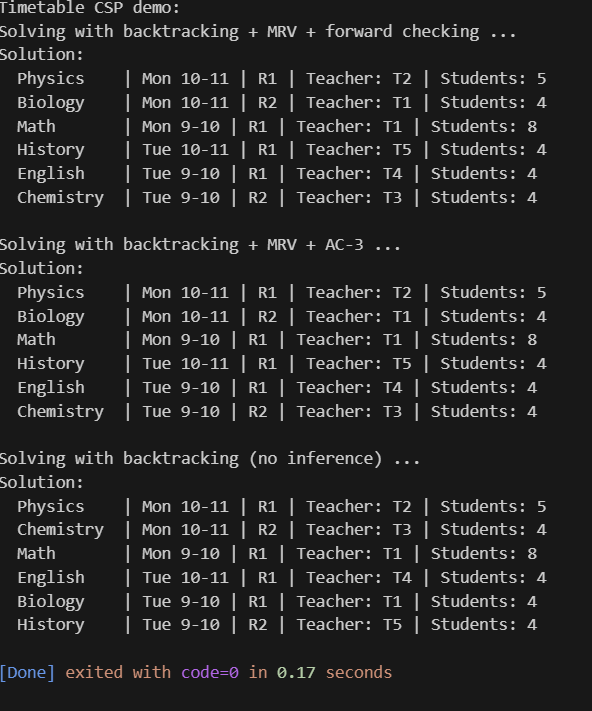 Timetable CSP demo:
Solving with backtracking + MRV + forward checking ...
Solution:
  Physics    | Mon 10-11 | R1 | Teacher: T2 | Students: 5
  Biology    | Mon 10-11 | R2 | Teacher: T1 | Students: 4
  Math       | Mon 9-10 | R1 | Teacher: T1 | Students: 8
  History    | Tue 10-11 | R1 | Teacher: T5 | Students: 4
  English    | Tue 9-10 | R1 | Teacher: T4 | Students: 4
  Chemistry  | Tue 9-10 | R2 | Teacher: T3 | Students: 4

Solving with backtracking + MRV + AC-3 ...
Solution:
  Physics    | Mon 10-11 | R1 | Teacher: T2 | Students: 5
  Biology    | Mon 10-11 | R2 | Teacher: T1 | Students: 4
  Math       | Mon 9-10 | R1 | Teacher: T1 | Students: 8
  History    | Tue 10-11 | R1 | Teacher: T5 | Students: 4
  English    | Tue 9-10 | R1 | Teacher: T4 | Students: 4
  Chemistry  | Tue 9-10 | R2 | Teacher: T3 | Students: 4

Solving with backtracking (no inference) ...
Solution:
  Physics    | Mon 10-11 | R1 | Teacher: T2 | Students: 5
  Chemistry  | Mon 10-11 | R2 | Teacher: T3 | Students: 4
  Math       | Mon 9-10 | R1 | Teacher: T1 | Students: 8
  English    | Tue 10-11 | R1 | Teacher: T4 | Students: 4
  Biology    | Tue 9-10 | R1 | Teacher: T1 | Students: 4
  History    | Tue 9-10 | R2 | Teacher: T5 | Students: 4

[Done] exited with code=0 in 0.17 seconds